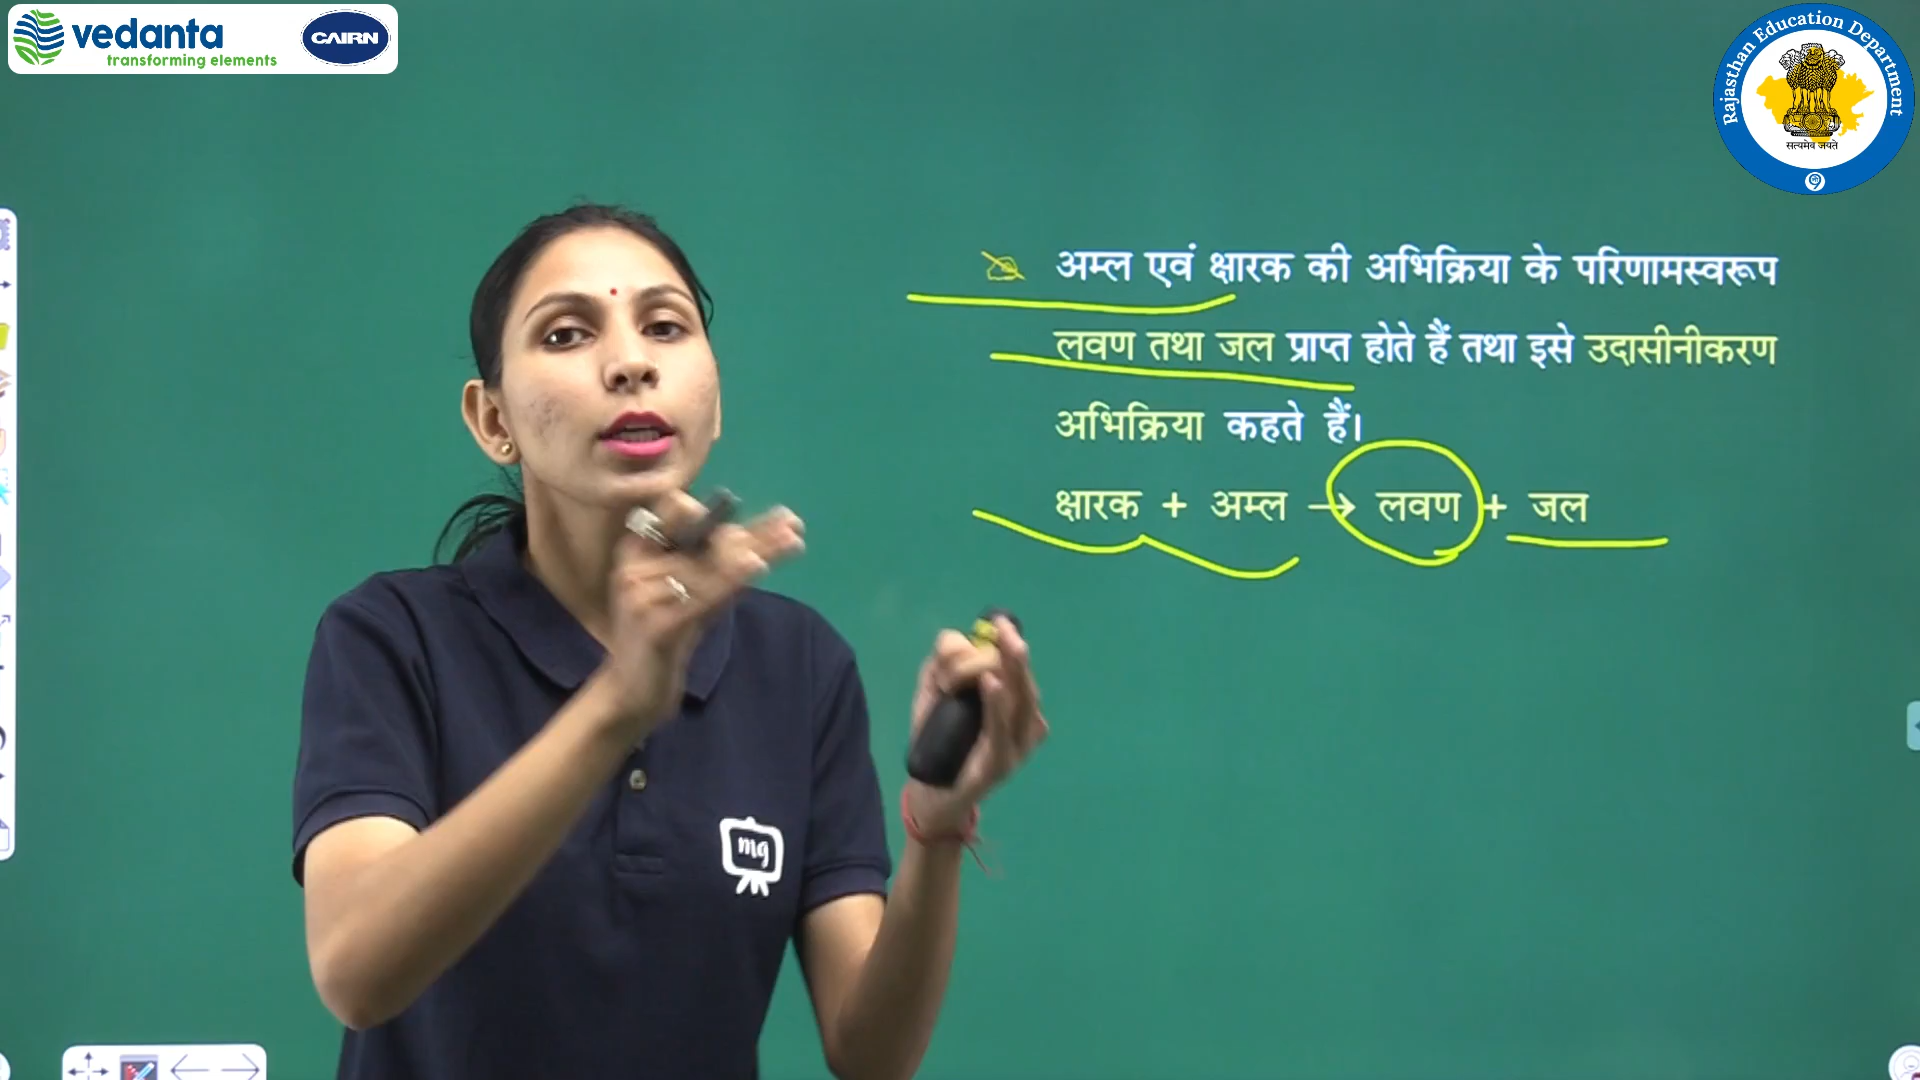 vedanta
transforming elements
CAIRN
Rajasthan Education Department
सत्यमेव जयते
अम्ल एवं क्षारक की अभिक्रिया के परिणामस्वरूप
लवण तथा जल प्राप्त होते हैं तथा इसे उदासीनीकरण
अभिक्रिया कहते हैं।
क्षारक + अम्ल → लवण + जल
mg